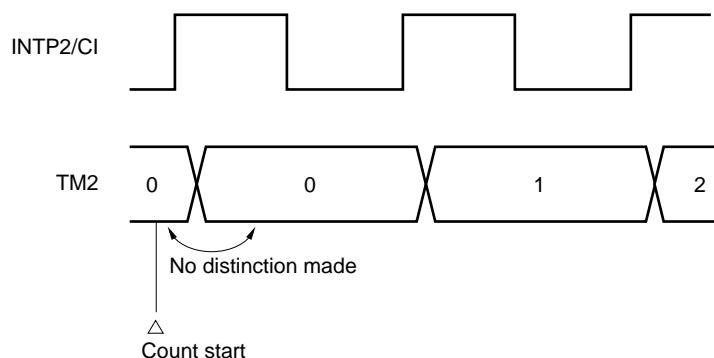 INTP2/CI
TM2
0
0
1
2
No distinction made
△
Count start